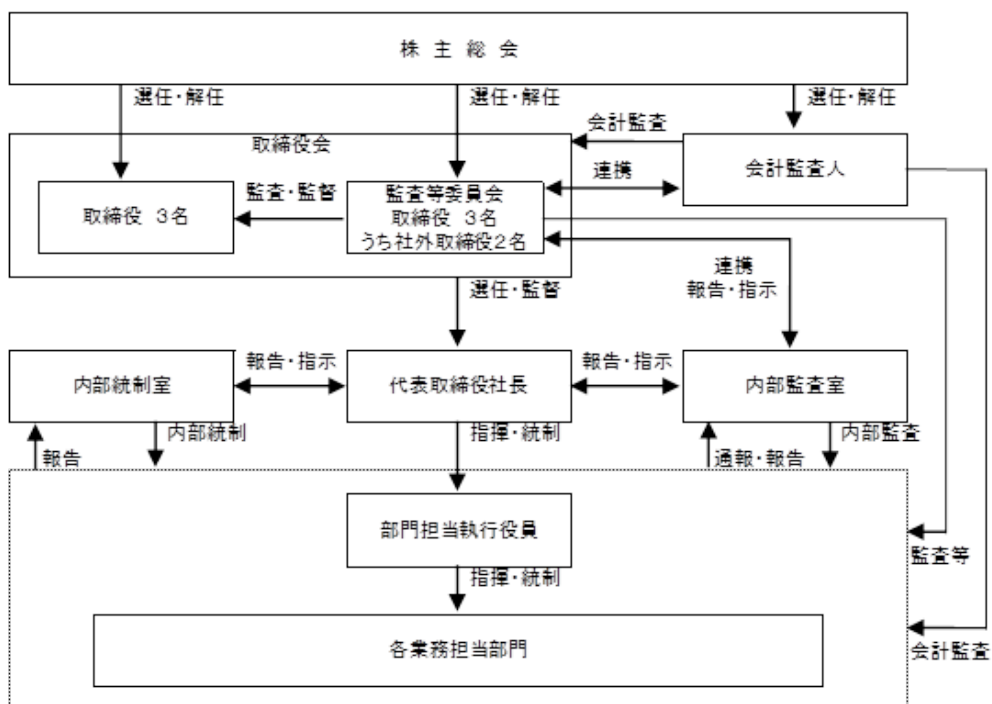 株 主 総 会
選任・解任
選任・解任
選任・解任
取締役会
会計監査
会計監査人
連携
取締役 3名
監査・監督
監査等委員会
取締役 3名
うち社外取締役2名
連携
報告・指示
選任・監督
内部統制室
報告・指示
代表取締役社長
報告・指示
内部監査室
報告
内部統制
指揮・統制
通報・報告
内部監査
部門担当執行役員
監査等
指揮・統制
各業務担当部門
会計監査